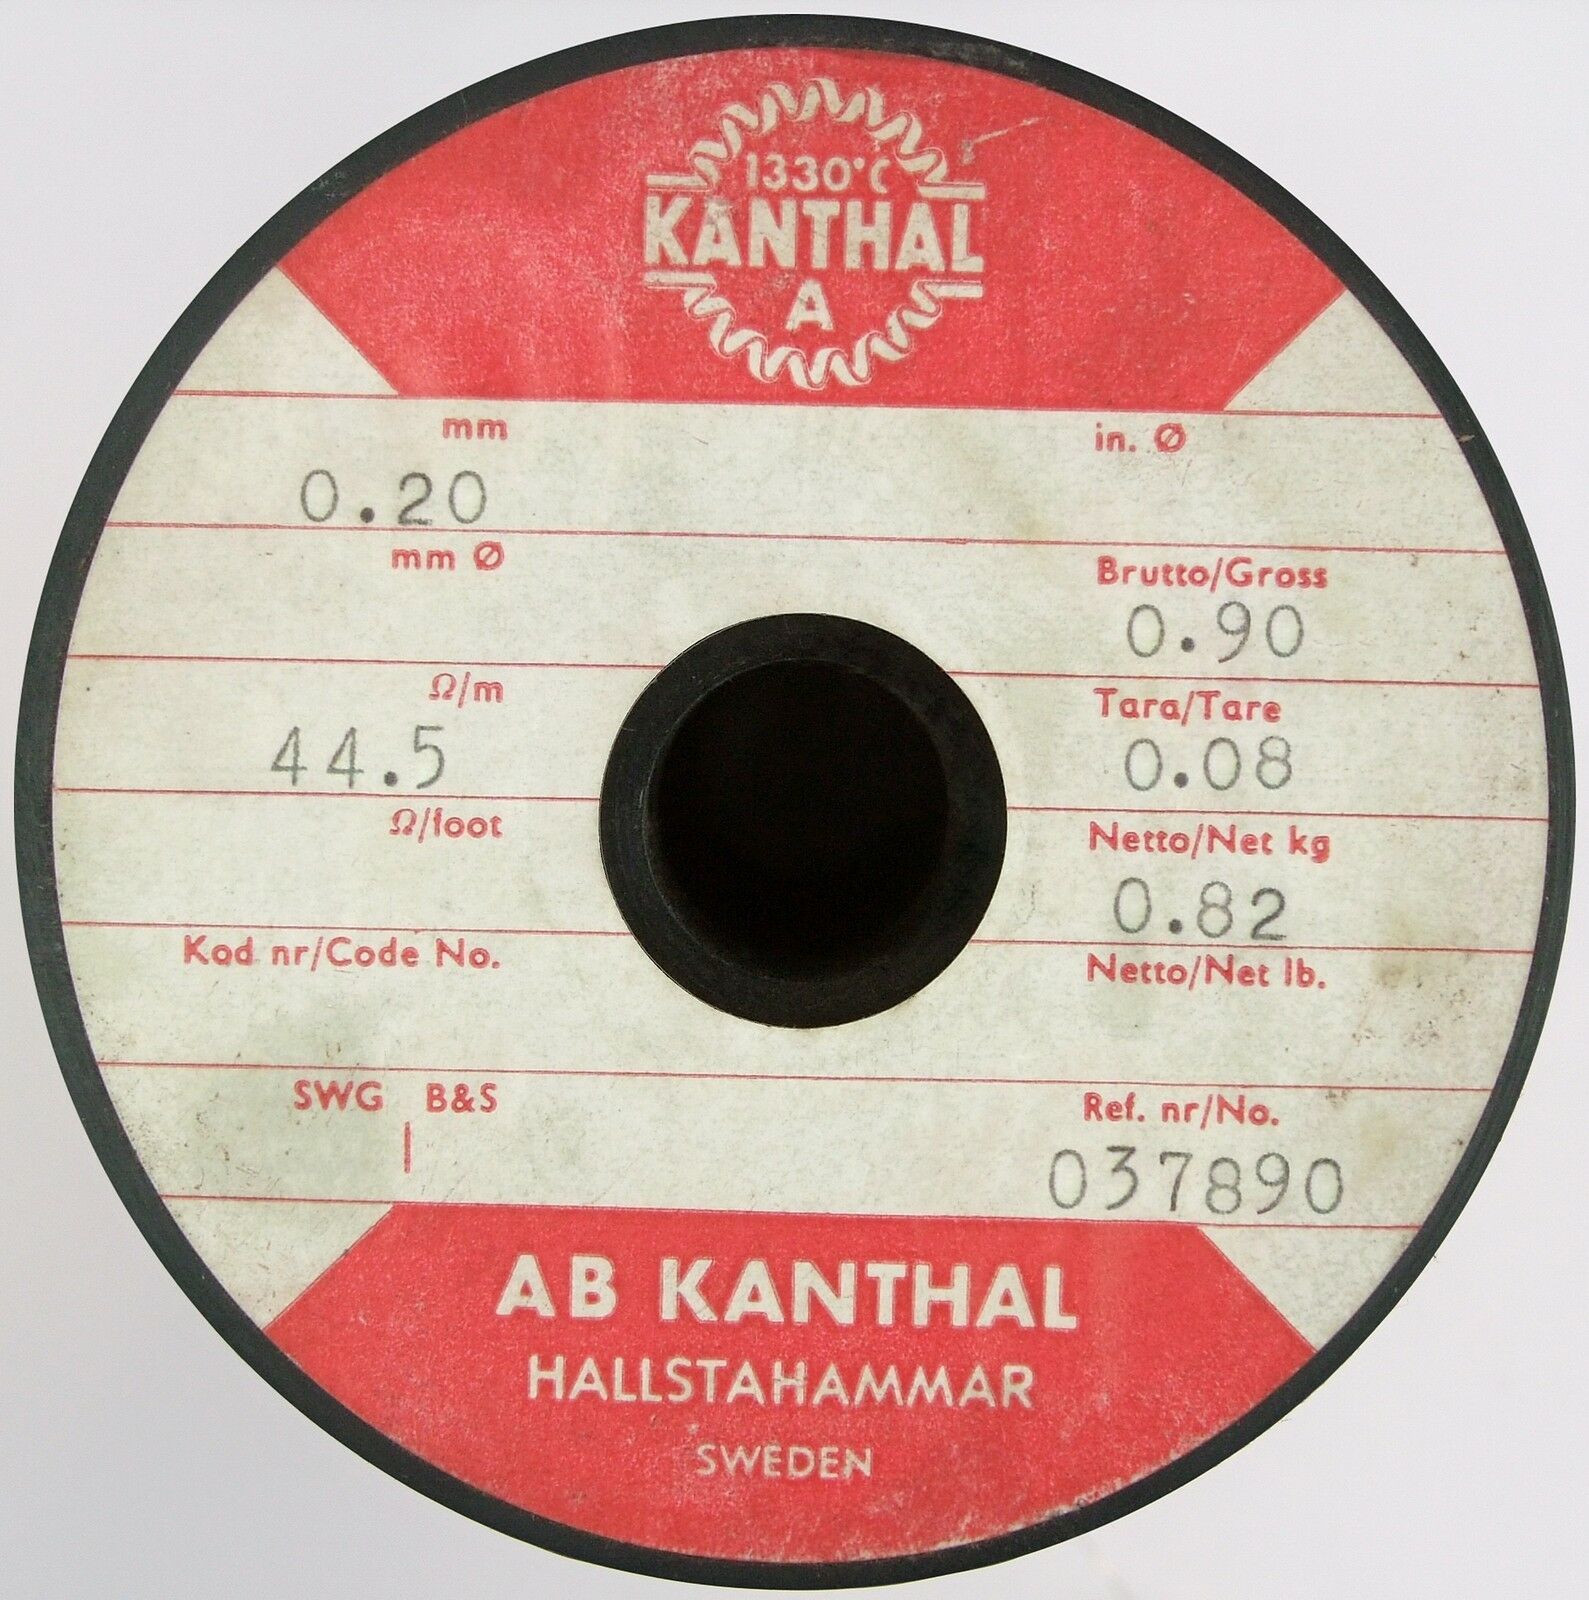 1330°C
KANTHAL
A
mm
0.20
in. Ø
mm Ø
Brutto/Gross
0.90
Ω/m
44.5
Tara/Tare
0.08
Ω/foot
Netto/Net kg
0.82
Kod nr/Code No.
Netto/Net lb.
SWG | B&S
Ref. nr/No.
037890
AB KANTHAL
HALLSTAHAMMAR
SWEDEN